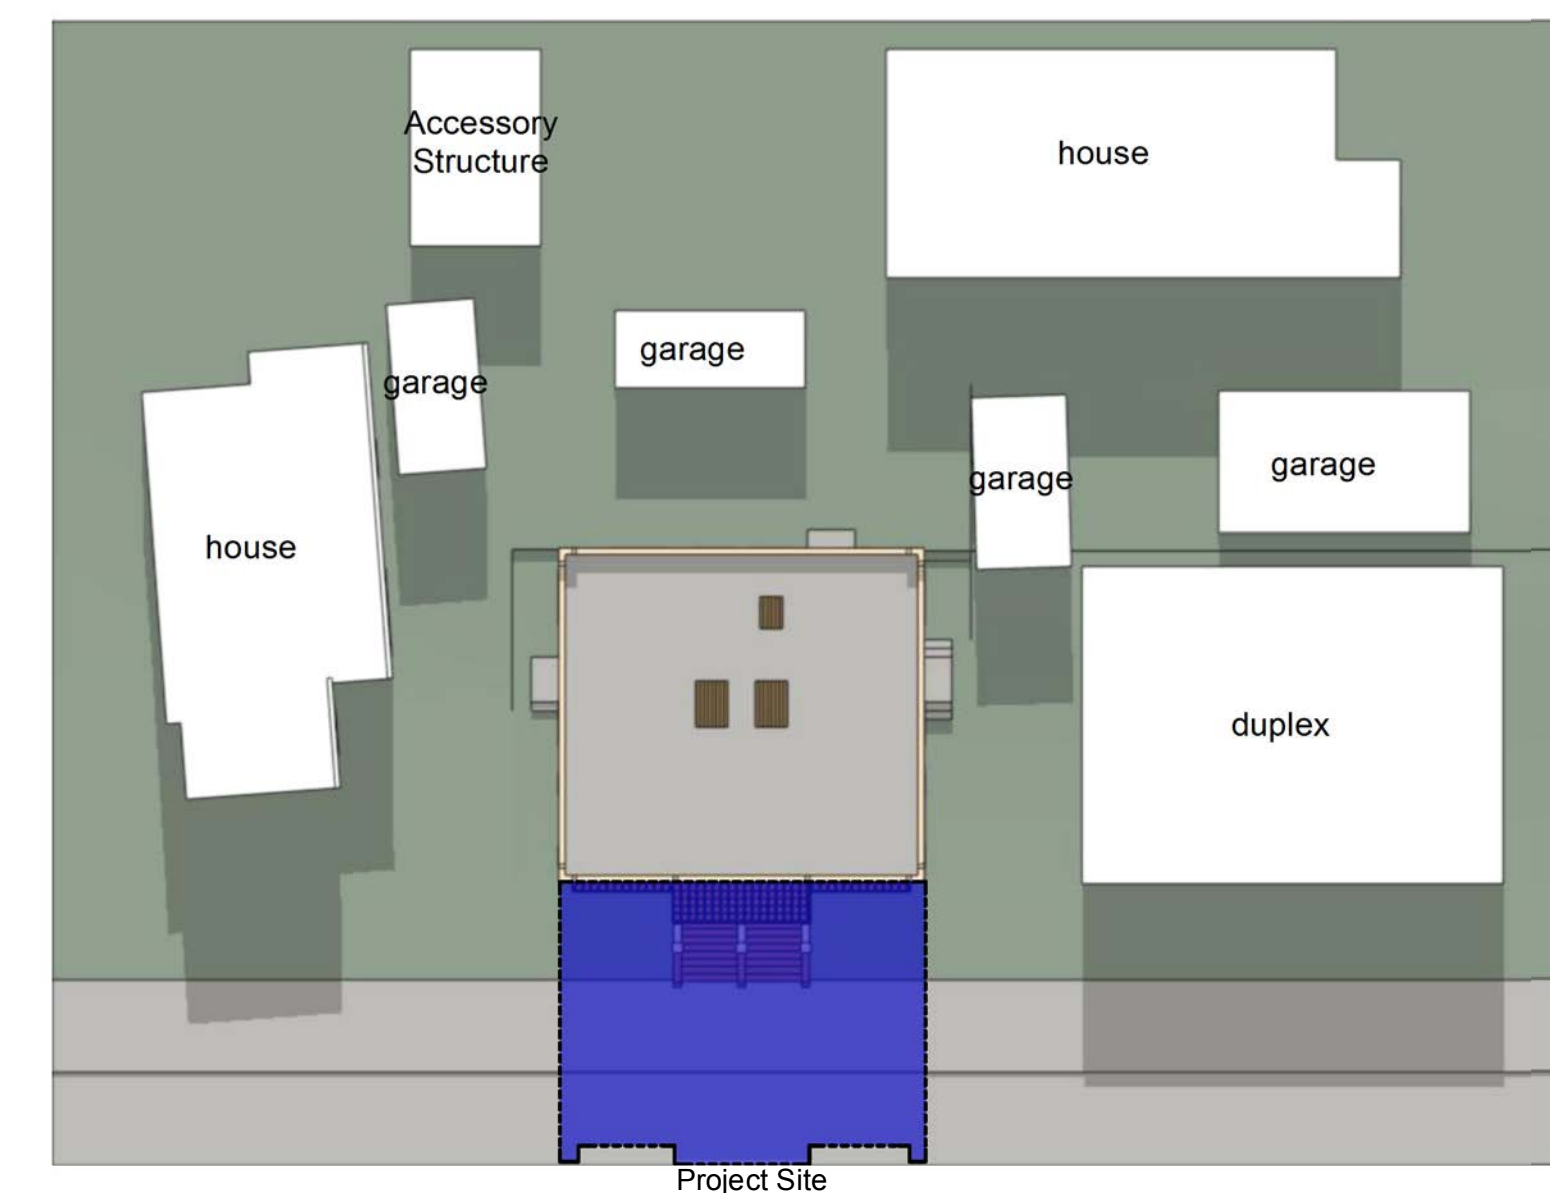 Accessory
Structure
house
garage
garage
garage
garage
house
duplex
Project Site